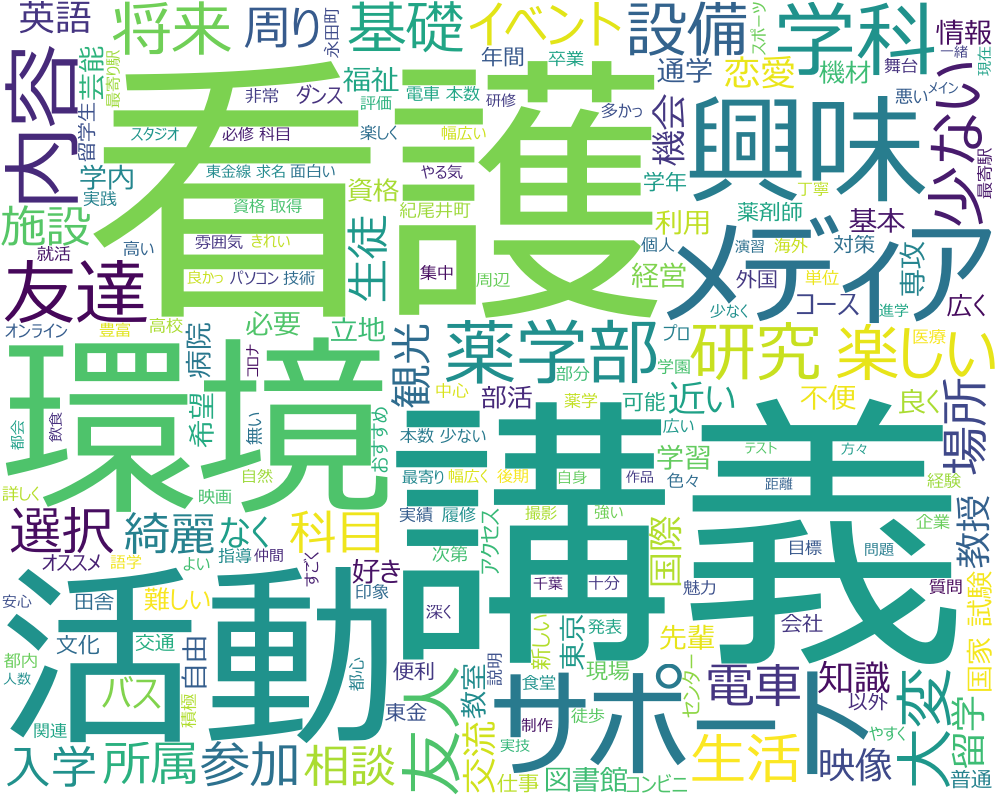 英語
将来
周り
永田町
基礎
イベント
設備
スポーツ
学科
情報
一緒
現在
内容
芸能
最寄り駅
留学生
福祉
電車 本数
年間
卒業
通学
恋愛
機材
舞台
メイン
非常
ダンス
評価
研修
多かっ
悪い
少ない
最寄駅
看護
スタジオ
必修 科目
楽しく
幅広い
機会
興味
学内
東金線 求名
面白い
やる気
学年
丁寧
実践
資格
資格 取得
紀尾井町
利用
薬剤師
基本
施設
雰囲気
きれい
生徒
個人
演習
海外
対策
専攻
就活
高い
集中
メディア
友達
良かっ
パソコン
技術
周辺
経営
外国
単位
コース
広く
オンライン
豊富
高校
必要
立地
少なく
進学
病院
コロナ
観光
薬学部
プロ
研究
楽しい
医療
環境
部分
学園
希望
無い
おすすめ
中心
部活
薬学
可能
近い
不便
良く
場所
都会
飲食
自然
本数 少ない
広い
学習
テスト
方々
詳しく
映画
最寄り
幅広く
後期
自身
作品
色々
距離
経験
選択
綺麗
なく
科目
実績
履修
撮影
強い
国際
企業
教授
オススメ
語学
よい
指導
仲間
すごく
好き
次第
アクセス
講義
目標
問題
活動
安心
田舎
難しい
印象
深く
千葉
十分
魅力
質問
試験
文化
交通
自由
都心
新しい
東京
発表
先輩
会社
国家
都内
人数
バス
便利
教室
説明
現場
センター
電車
知識
以外
大変
関連
積極
東金
友人
食堂
サポート
制作
徒歩
やすく
入学
所属
参加
相談
交流
実技
仕事
図書館
コンビニ
生活
映像
留学
普通